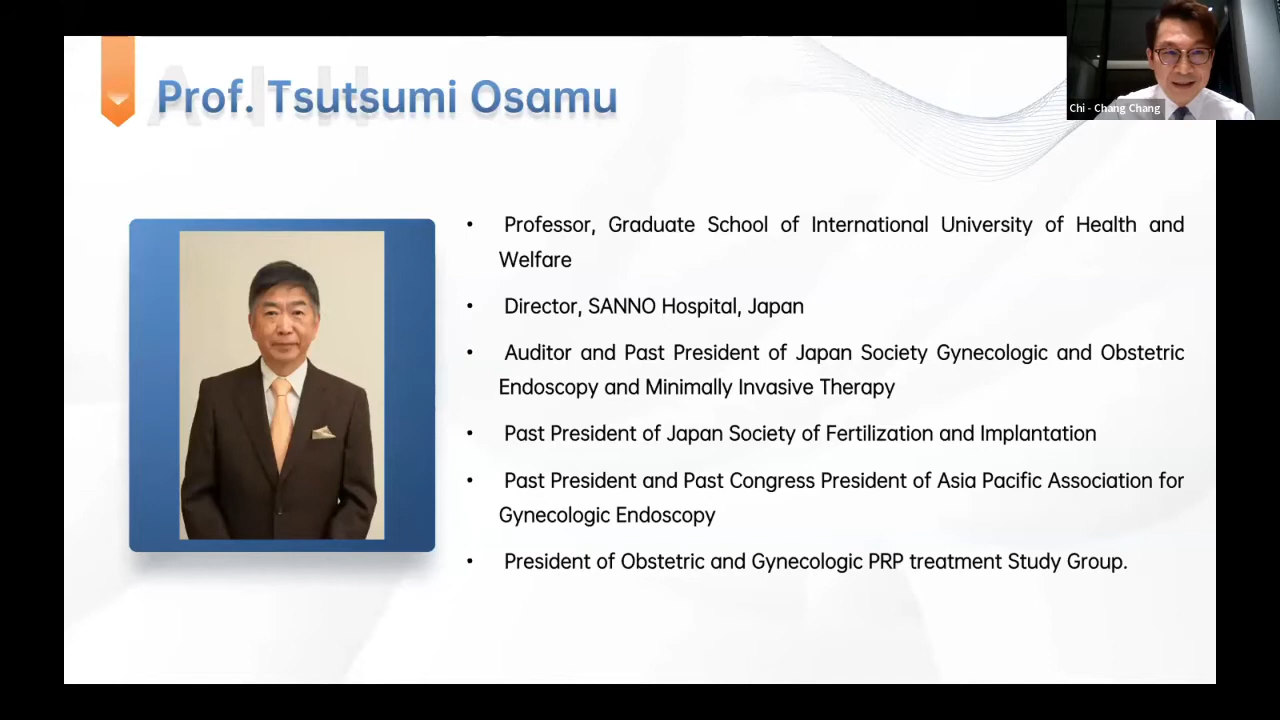 Prof. Tsutsumi Osamu
Chi - Chang Chang
• Professor, Graduate School of International University of Health and
Welfare
• Director, SANNO Hospital, Japan
• Auditor and Past President of Japan Society Gynecologic and Obstetric
Endoscopy and Minimally Invasive Therapy
• Past President of Japan Society of Fertilization and Implantation
• Past President and Past Congress President of Asia Pacific Association for
Gynecologic Endoscopy
• President of Obstetric and Gynecologic PRP treatment Study Group.